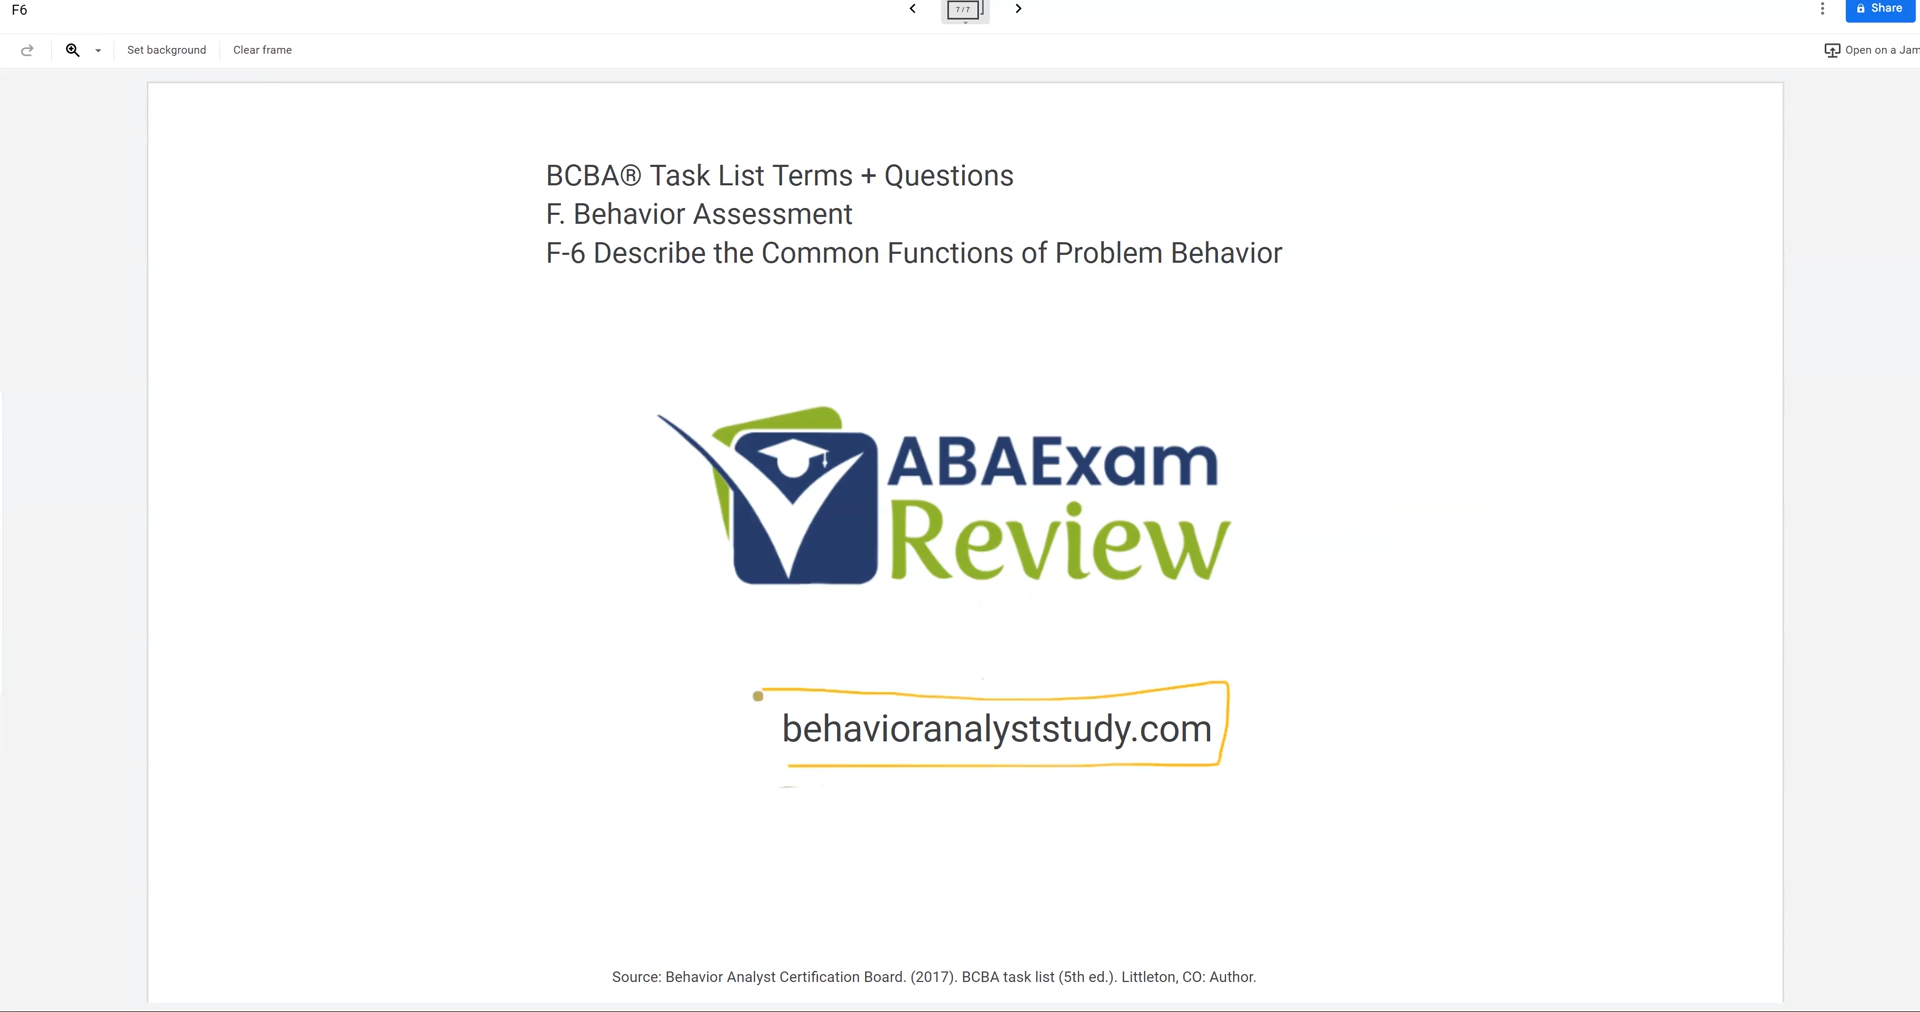 F6
7 / 7
Share
Set background
Clear frame
Open on a Jam
BCBA® Task List Terms + Questions
F. Behavior Assessment
F-6 Describe the Common Functions of Problem Behavior
ABAExam
Review
behavioranalyststudy.com
Source: Behavior Analyst Certification Board. (2017). BCBA task list (5th ed.). Littleton, CO: Author.